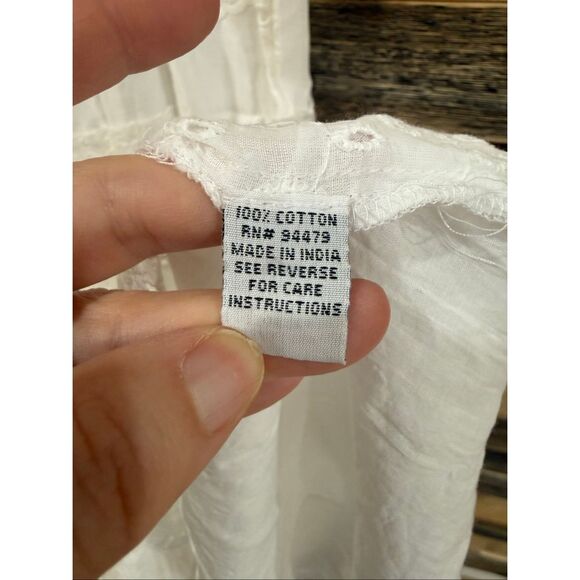 100% COTTON
RN# 94479
MADE IN INDIA
SEE REVERSE
FOR CARE
INSTRUCTIONS